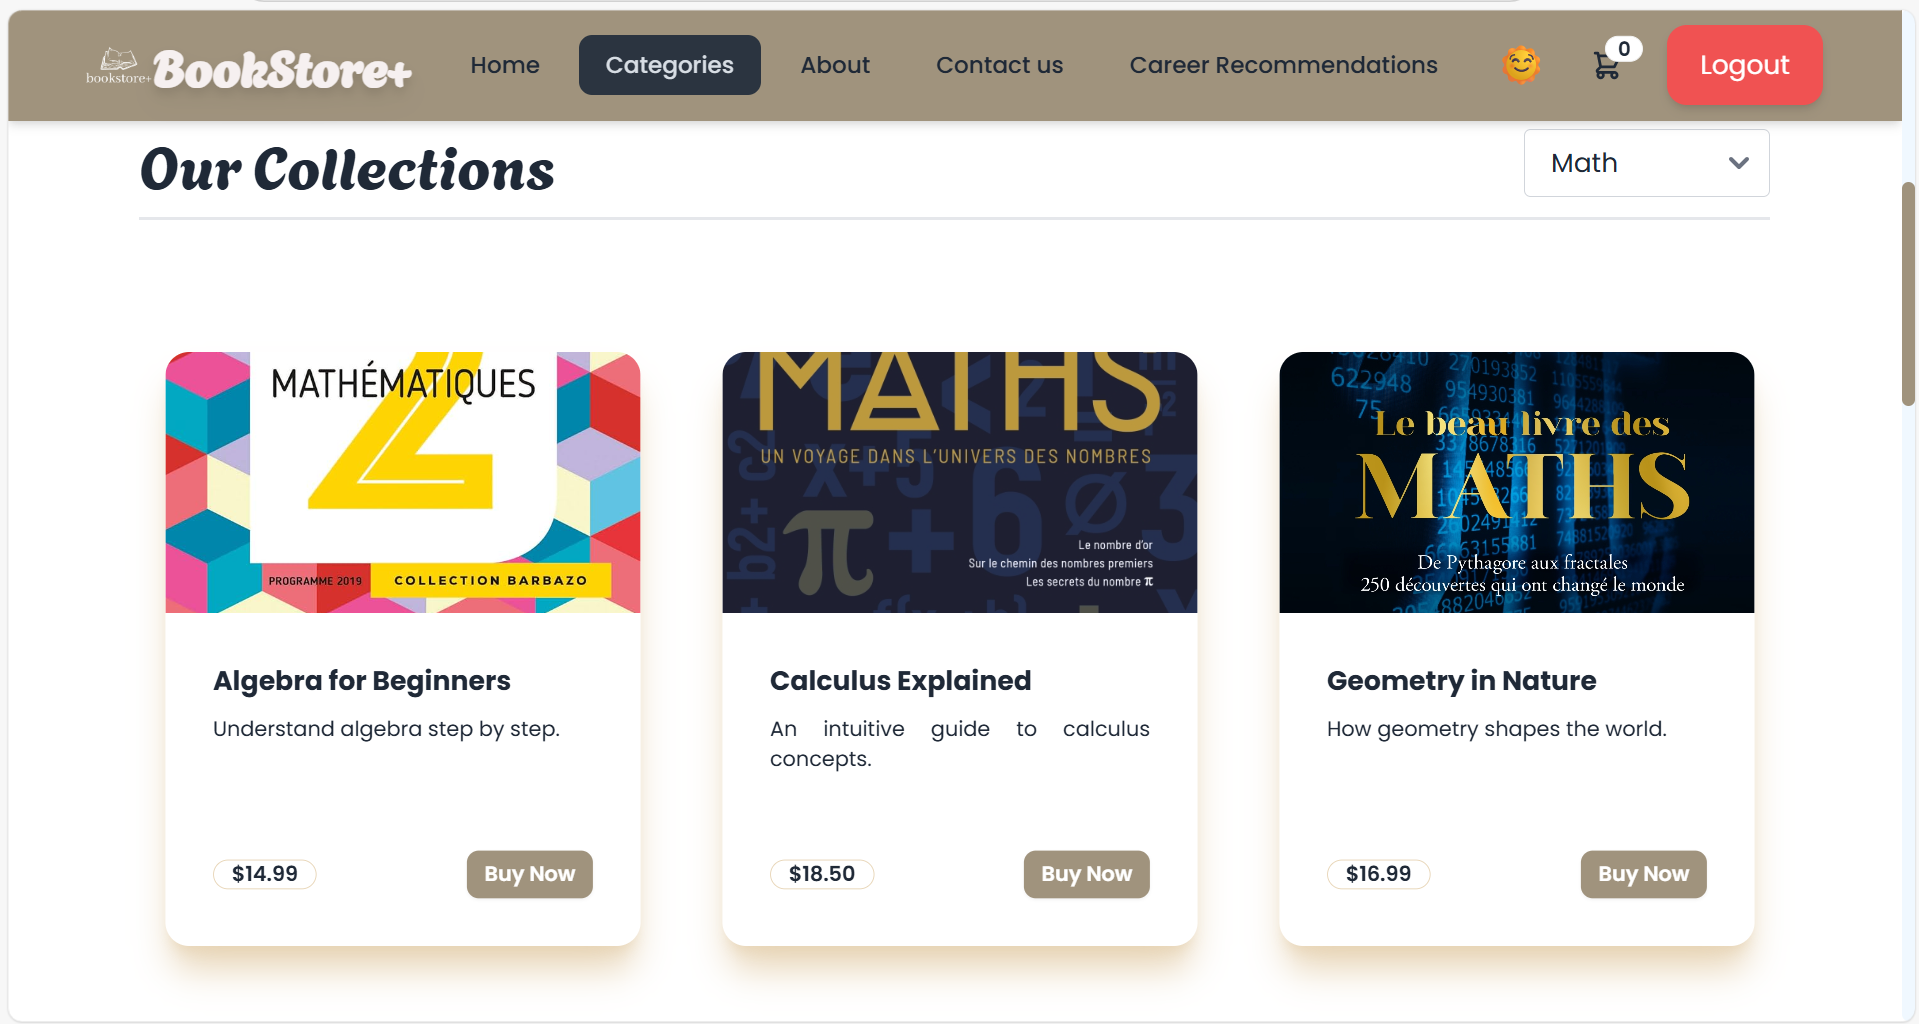 bookstore+
BookStore+
Home
Categories
About
Contact us
Career Recommendations
0
Logout
Our Collections
Math
MATHÉMATIQUES
2
PROGRAMME 2019
COLLECTION BARBAZO
Algebra for Beginners
Understand algebra step by step.
$14.99
Buy Now
MATHS
UN VOYAGE DANS L'UNIVERS DES NOMBRES
π
Le nombre d'or
Sur le chemin des nombres premiers
Les secrets du nombre π
Calculus Explained
An intuitive guide to calculus
concepts.
$18.50
Buy Now
Le beau livre des
MATHS
De Pythagore aux fractales
250 découvertes qui ont changé le monde
Geometry in Nature
How geometry shapes the world.
$16.99
Buy Now